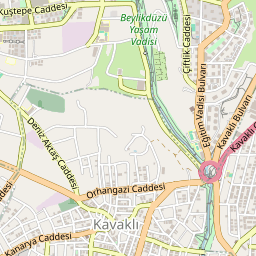 Kuştepe Caddesi
Beylikdüzü
Yaşam
Vadisi
Çiftlik Caddesi
Eğitim Vadisi Bulvarı
Kavaklı Bulvarı
Kavaklı
Deniz Aktaş Caddesi
Orhangazi Caddesi
Kavaklı
Kanarya Caddesi